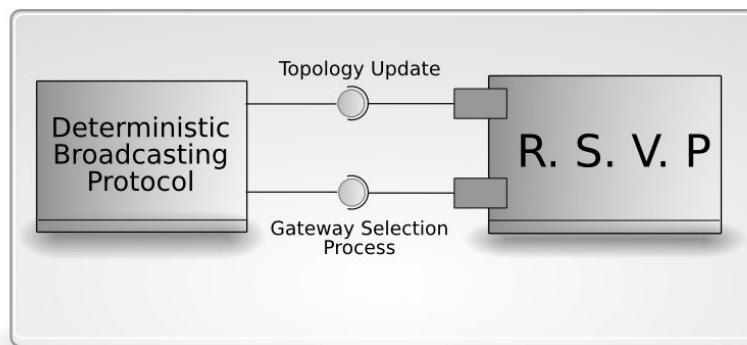 Topology Update
Deterministic
Broadcasting
Protocol
R. S. V. P
Gateway Selection
Process